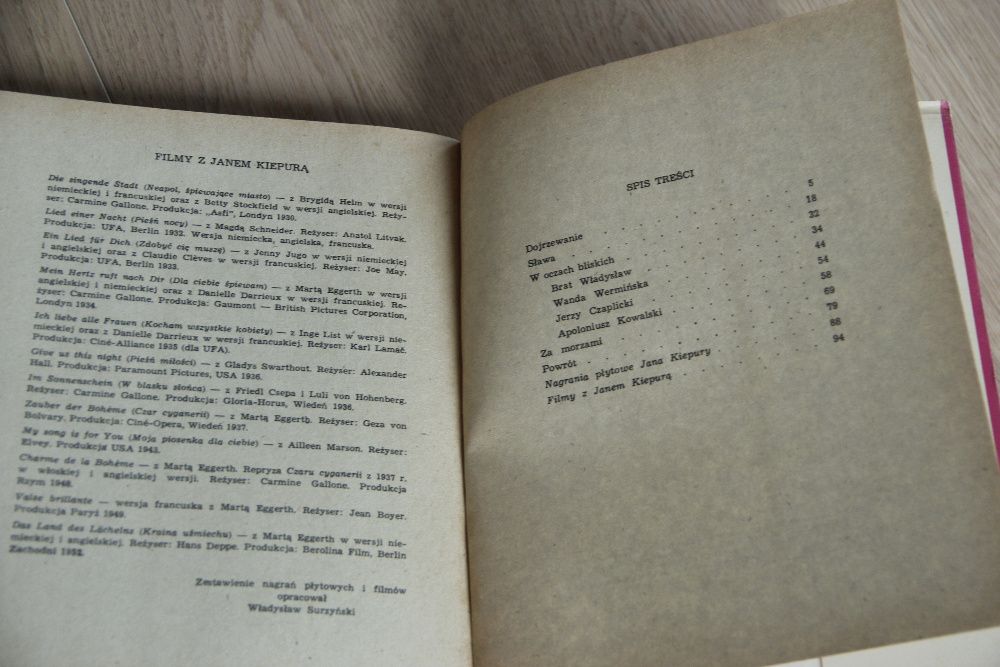 FILMY Z JANEM KIEPURĄ
Die singende Stadt (Neapol, śpiewające miasto) — z Brygidą Helm w wersji
niemieckiej i francuskiej oraz z Betty Stockfield w wersji angielskiej. Reży-
ser: Carmine Gallone. Produkcja: „Asfi”, Londyn 1930.
Lied einer Nacht (Pieśń nocy) — z Magdą Schneider. Reżyser: Anatol Litvak.
Produkcja: UFA, Berlin 1932. Wersja niemiecka, angielska, francuska.
Ein Lied für Dich (Zdobyć cię muszę) — z Jenny Jugo w wersji niemieckiej
i angielskiej oraz z Claudie Clèves w wersji francuskiej. Reżyser: Joe May.
Produkcja: UFA, Berlin 1933.
Mein Hertz ruft nach Dir (Dla ciebie śpiewam) — z Martą Eggerth w wersji
angielskiej i niemieckiej oraz z Danielle Darrieux w wersji francuskiej. Re-
żyser: Carmine Gallone. Produkcja: Gaumont — British Pictures Corporation,
Londyn 1934.
Ich liebe alle Frauen (Kocham wszystkie kobiety) — z Inge List w wersji nie-
mieckiej oraz z Danielle Darrieux w wersji francuskiej. Reżyser: Karl Lamač.
Produkcja: Ciné-Alliance 1935 (dla UFA).
Give us this night (Pieśń miłości) — z Gladys Swarthout. Reżyser: Alexander
Hall. Produkcja: Paramount Pictures, USA 1936.
Im Sonnenschein (W blasku słońca) — z Friedl Csepa i Luli von Hohenberg.
Reżyser: Carmine Gallone. Produkcja: Gloria-Horus, Wiedeń 1936.
Zauber der Bohème (Czar cyganerii) — z Martą Eggerth. Reżyser: Geza von
Bolvary. Produkcja: Ciné-Opera, Wiedeń 1937.
My song is for You (Moja piosenka dla ciebie) — z Ailleen Marson. Reżyser:
Elvey. Produkcja USA 1943.
Charme de la Bohème — z Martą Eggerth. Repryza Czaru cyganerii z 1937 r.
w włoskiej i angielskiej wersji. Reżyser: Carmine Gallone. Produkcja
Rzym 1948.
Valse brillante — wersja francuska z Martą Eggerth. Reżyser: Jean Boyer.
Produkcja Paryż 1949.
Das Land des Lächelns (Kraina uśmiechu) — z Martą Eggerth w wersji nie-
mieckiej i angielskiej. Reżyser: Hans Deppe. Produkcja: Berolina Film, Berlin
Zachodni 1952.
Zestawienie nagrań płytowych i filmów
opracował
Władysław Surzyński
SPIS TREŚCI
Dojrzewanie . . . . . . . . 5
Sława . . . . . . . . 18
W oczach bliskich . . . . . . . . 32
Brat Władysław . . . . . . . . 34
Wanda Wermińska . . . . . . . . 44
Jerzy Czaplicki . . . . . . . . 54
Apoloniusz Kowalski . . . . . . . . 58
Za morzami . . . . . . . . 69
Powrót . . . . . . . . 79
Nagrania płytowe Jana Kiepury . . . . 88
Filmy z Janem Kiepurą . . . . . . 94